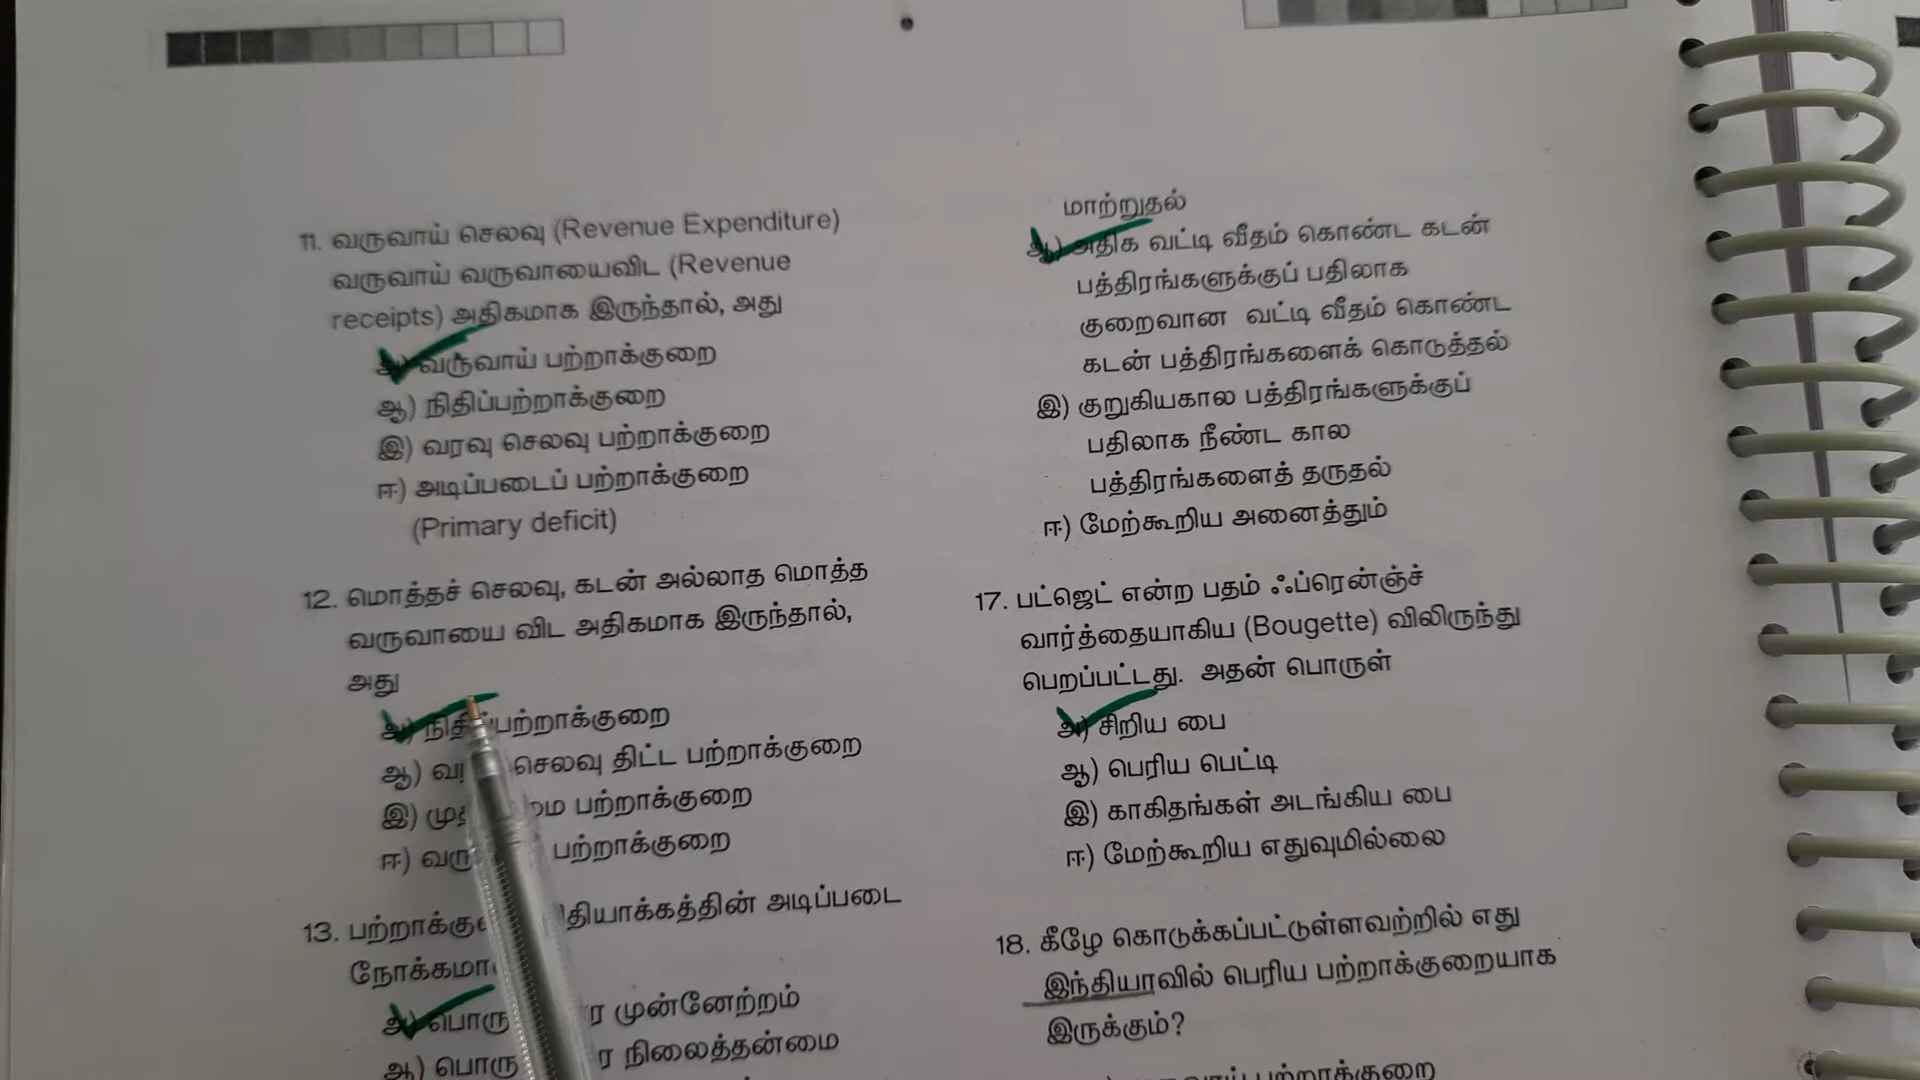 11. வருவாய் செலவு (Revenue Expenditure)
வருவாய் வருவாயைவிட (Revenue
receipts) அதிகமாக இருந்தால், அது
அ) வருவாய் பற்றாக்குறை
ஆ) நிதிப்பற்றாக்குறை
இ) வரவு செலவு பற்றாக்குறை
ஈ) அடிப்படைப் பற்றாக்குறை
(Primary deficit)
12. மொத்தச் செலவு, கடன் அல்லாத மொத்த
வருவாயை விட அதிகமாக இருந்தால்,
அது
அ) நிதிப்பற்றாக்குறை
ஆ) செலவு திட்ட பற்றாக்குறை
இ) பற்றாக்குறை
ஈ) பற்றாக்குறை
13. அடிப்படை
அ) முன்னேற்றம்
ஆ) நிலைத்தன்மை
மாற்றுதல்
ஆ) அதிக வட்டி வீதம் கொண்ட கடன்
பத்திரங்களுக்குப் பதிலாக
குறைவான வட்டி வீதம் கொண்ட
கடன் பத்திரங்களைக் கொடுத்தல்
இ) குறுகியகால பத்திரங்களுக்குப்
பதிலாக நீண்ட கால
பத்திரங்களைத் தருதல்
ஈ) மேற்கூறிய அனைத்தும்
17. பட்ஜெட் என்ற பதம் ஃப்ரென்ஞ்ச்
வார்த்தையாகிய (Bougette) விலிருந்து
பெறப்பட்டது. அதன் பொருள்
அ) சிறிய பை
ஆ) பெரிய பெட்டி
இ) காகிதங்கள் அடங்கிய பை
ஈ) மேற்கூறிய எதுவுமில்லை
18. கீழே கொடுக்கப்பட்டுள்ளவற்றில் எது
இந்தியரவில் பெரிய பற்றாக்குறையாக
இருக்கும்?
பற்றாக்குறை